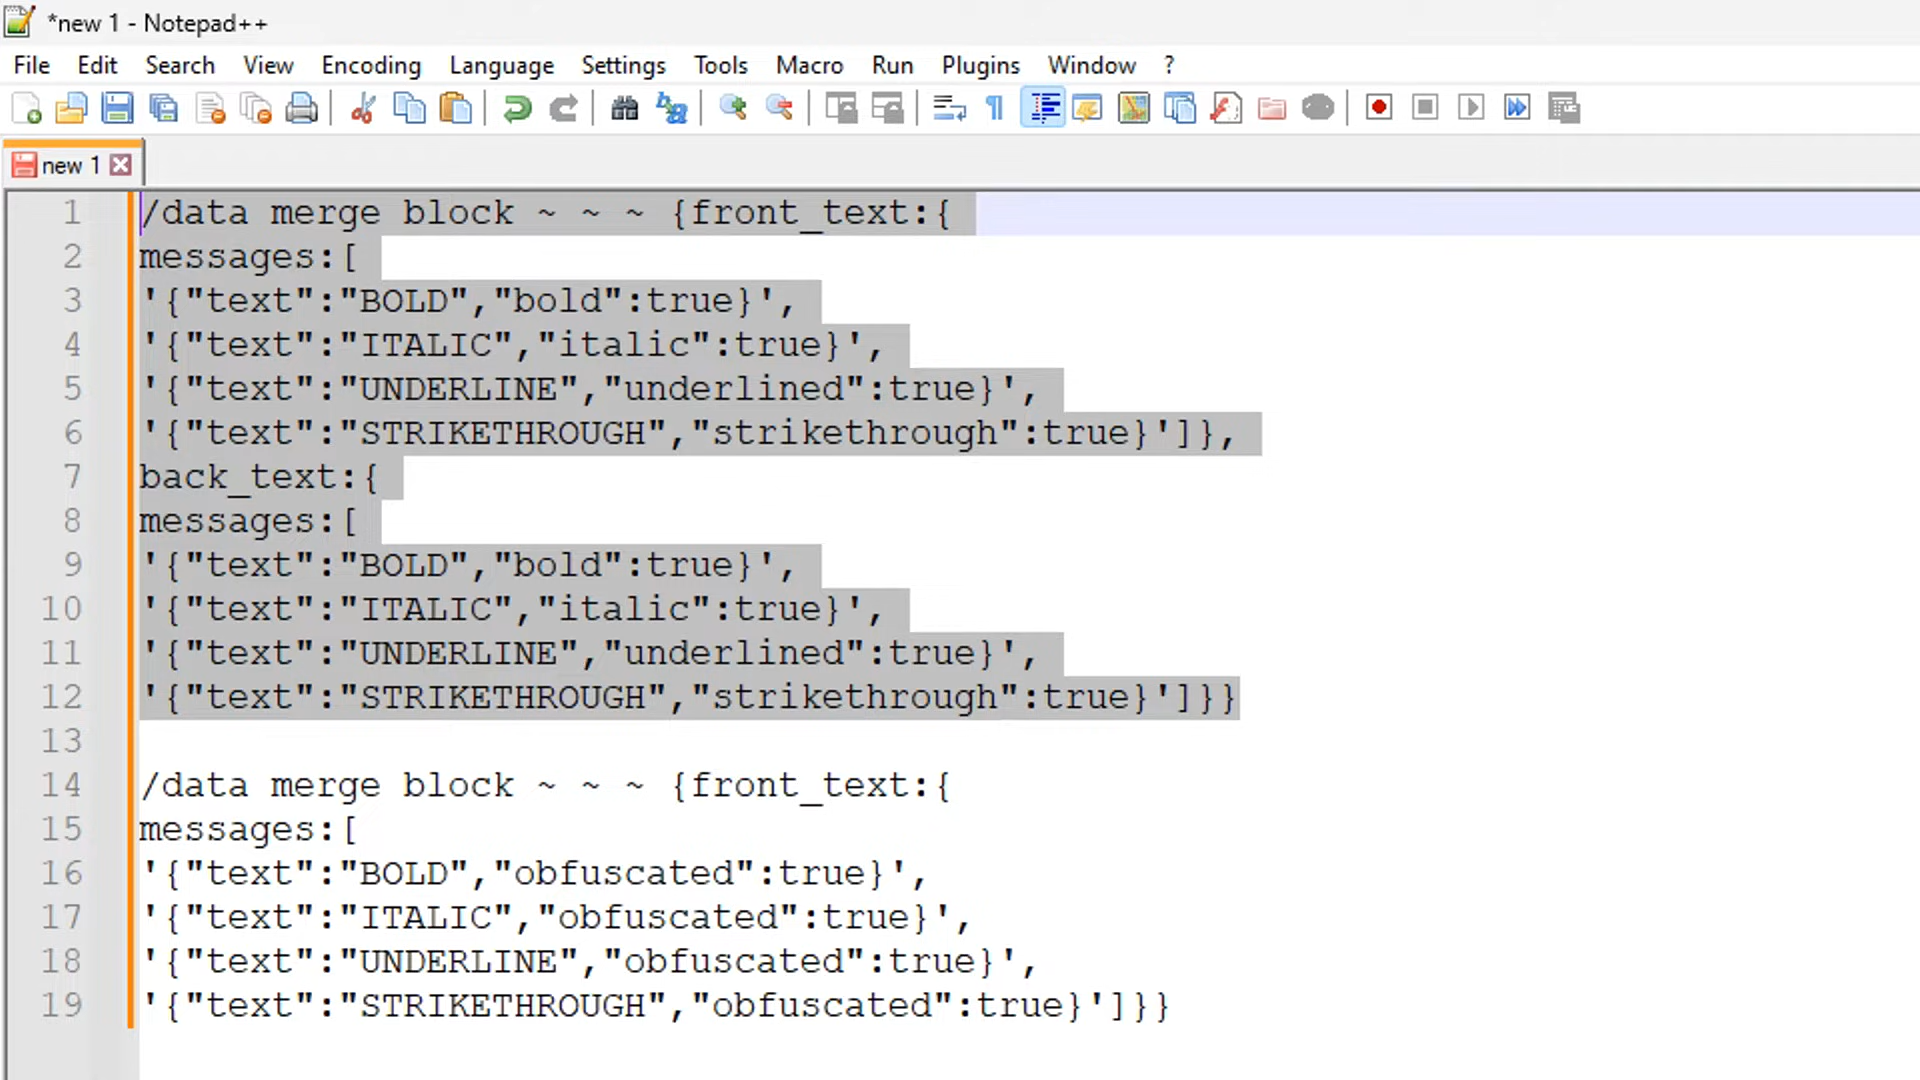 *new 1 - Notepad++
File Edit Search View Encoding Language Settings Tools Macro Run Plugins Window ?
new 1
1 /data merge block ~ ~ ~ {front_text:{
2 messages:[
3 '{"text":"BOLD","bold":true}',
4 '{"text":"ITALIC","italic":true}',
5 '{"text":"UNDERLINE","underlined":true}',
6 '{"text":"STRIKETHROUGH","strikethrough":true}']},
7 back_text:{
8 messages:[
9 '{"text":"BOLD","bold":true}',
10 '{"text":"ITALIC","italic":true}',
11 '{"text":"UNDERLINE","underlined":true}',
12 '{"text":"STRIKETHROUGH","strikethrough":true}']}}
13
14 /data merge block ~ ~ ~ {front_text:{
15 messages:[
16 '{"text":"BOLD","obfuscated":true}',
17 '{"text":"ITALIC","obfuscated":true}',
18 '{"text":"UNDERLINE","obfuscated":true}',
19 '{"text":"STRIKETHROUGH","obfuscated":true}']}}